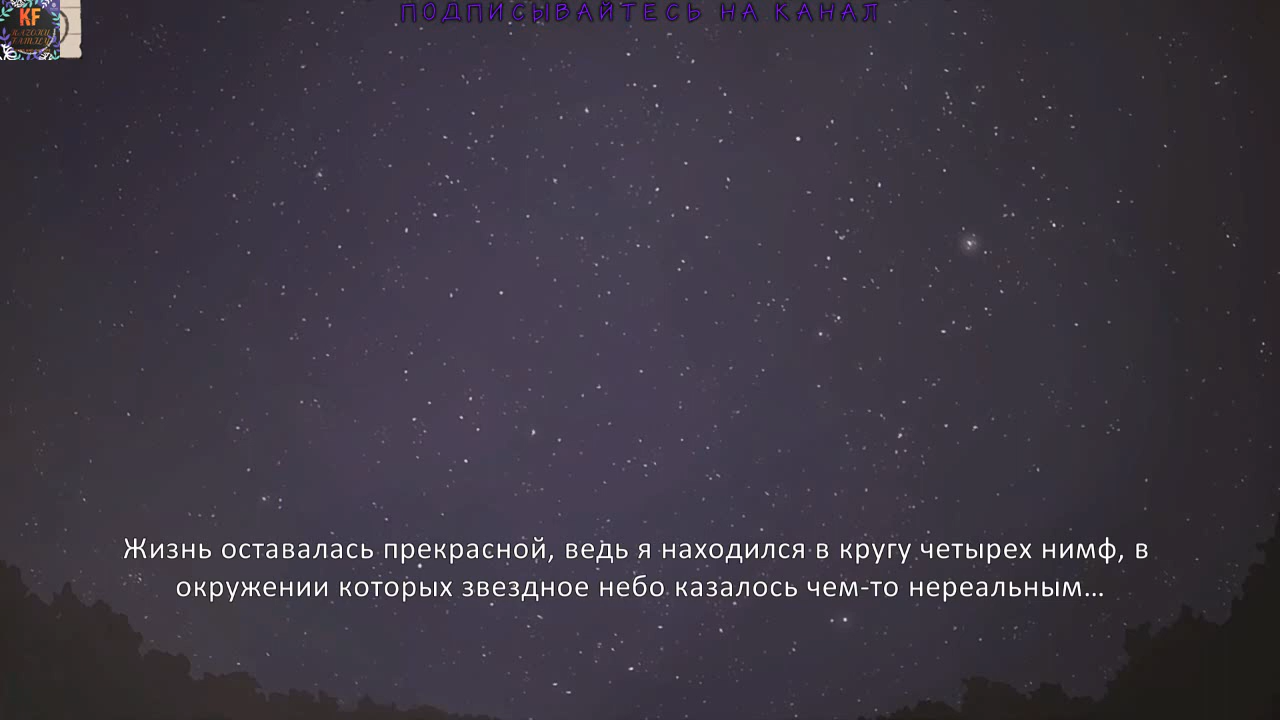 KF
ПОДПИСЫВАЙТЕСЬ НА КАНАЛ
Жизнь оставалась прекрасной, ведь я находился в кругу четырех нимф, в
окружении которых звездное небо казалось чем-то нереальным...